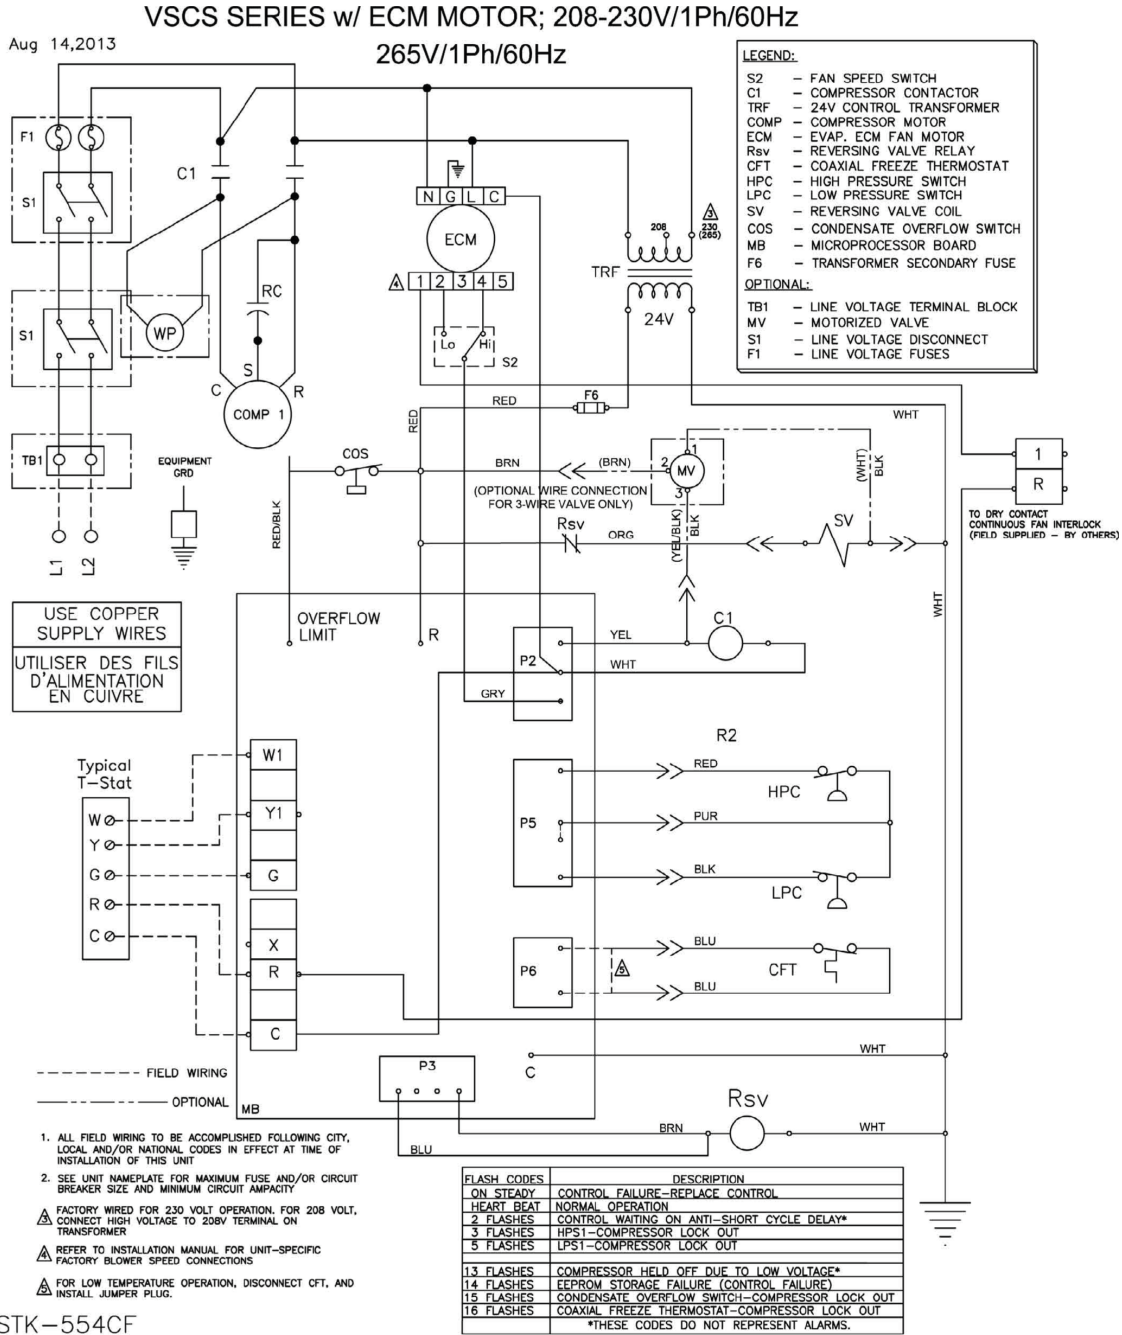 VSCS SERIES w/ ECM MOTOR; 208-230V/1Ph/60Hz
265V/1Ph/60Hz
Aug 14,2013
LEGEND:
S2 – FAN SPEED SWITCH
C1 – COMPRESSOR CONTACTOR
TRF – 24V CONTROL TRANSFORMER
COMP – COMPRESSOR MOTOR
ECM – EVAP. ECM FAN MOTOR
Rsv – REVERSING VALVE RELAY
CFT – COAXIAL FREEZE THERMOSTAT
HPC – HIGH PRESSURE SWITCH
LPC – LOW PRESSURE SWITCH
SV – REVERSING VALVE COIL
COS – CONDENSATE OVERFLOW SWITCH
MB – MICROPROCESSOR BOARD
F6 – TRANSFORMER SECONDARY FUSE
OPTIONAL:
TB1 – LINE VOLTAGE TERMINAL BLOCK
MV – MOTORIZED VALVE
S1 – LINE VOLTAGE DISCONNECT
F1 – LINE VOLTAGE FUSES
F1
C1
S1
N G L C
ECM
4 1 2 3 4 5
3
208 230
(265)
TRF
24V
S1
WP
RC
Lo Hi
S2
S
C R
COMP 1
RED F6
RED
WHT
TB1
EQUIPMENT
GRD
COS
BRN (BRN)
(OPTIONAL WIRE CONNECTION
FOR 3-WIRE VALVE ONLY)
1
2 MV
3
(WHT)
BLK
1
R
TO DRY CONTACT
CONTINUOUS FAN INTERLOCK
(FIELD SUPPLIED – BY OTHERS)
RED/BLK
Rsv
ORG
(YEL/BLK)
BLK
SV
L1 L2
WHT
USE COPPER
SUPPLY WIRES
UTILISER DES FILS
D'ALIMENTATION
EN CUIVRE
OVERFLOW
LIMIT
R
P2
YEL
C1
WHT
GRY
R2
Typical
T-Stat
W
Y
G
R
C
W1
Y1
G
X
R
C
P5
RED
HPC
PUR
BLK
LPC
P6
5
BLU
CFT
BLU
C
WHT
P3
MB
BLU
BRN
Rsv
WHT
FIELD WIRING
OPTIONAL
1. ALL FIELD WIRING TO BE ACCOMPLISHED FOLLOWING CITY,
LOCAL AND/OR NATIONAL CODES IN EFFECT AT TIME OF
INSTALLATION OF THIS UNIT
2. SEE UNIT NAMEPLATE FOR MAXIMUM FUSE AND/OR CIRCUIT
BREAKER SIZE AND MINIMUM CIRCUIT AMPACITY
3 FACTORY WIRED FOR 230 VOLT OPERATION. FOR 208 VOLT,
CONNECT HIGH VOLTAGE TO 208V TERMINAL ON
TRANSFORMER
4 REFER TO INSTALLATION MANUAL FOR UNIT-SPECIFIC
FACTORY BLOWER SPEED CONNECTIONS
5 FOR LOW TEMPERATURE OPERATION, DISCONNECT CFT, AND
INSTALL JUMPER PLUG.
STK-554CF
FLASH CODES DESCRIPTION
ON STEADY CONTROL FAILURE-REPLACE CONTROL
HEART BEAT NORMAL OPERATION
2 FLASHES CONTROL WAITING ON ANTI-SHORT CYCLE DELAY*
3 FLASHES HPS1-COMPRESSOR LOCK OUT
5 FLASHES LPS1-COMPRESSOR LOCK OUT
13 FLASHES COMPRESSOR HELD OFF DUE TO LOW VOLTAGE*
14 FLASHES EEPROM STORAGE FAILURE (CONTROL FAILURE)
15 FLASHES CONDENSATE OVERFLOW SWITCH-COMPRESSOR LOCK OUT
16 FLASHES COAXIAL FREEZE THERMOSTAT-COMPRESSOR LOCK OUT
*THESE CODES DO NOT REPRESENT ALARMS.